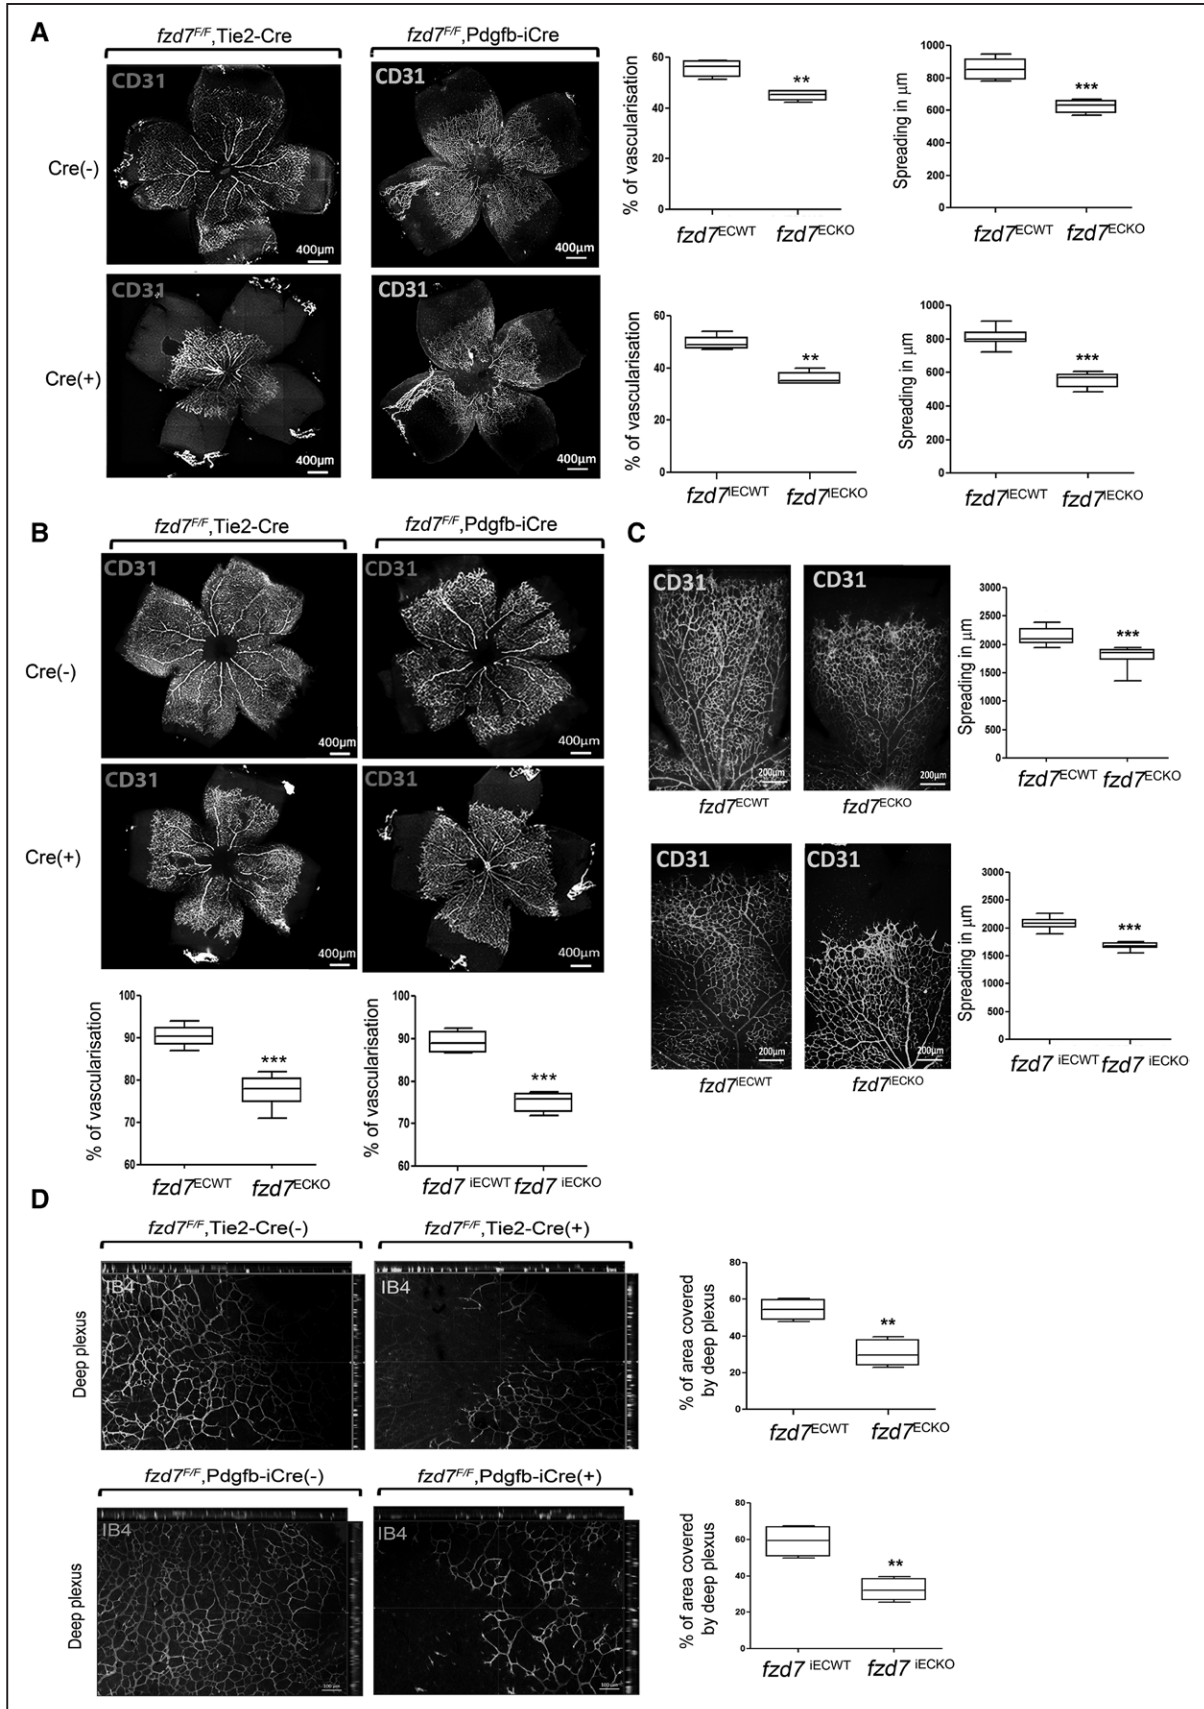 A
fzd7F/F,Tie2-Cre
fzd7F/F,Pdgfb-iCre
CD31
CD31
Cre(-)
400µm
400µm
CD31
CD31
Cre(+)
400µm
400µm
% of vascularisation
60
40
20
0
**
fzd7ECWT
fzd7ECKO
Spreading in µm
1000
800
600
400
200
0
***
fzd7ECWT
fzd7ECKO
% of vascularisation
60
40
20
0
**
fzd7IECWT
fzd7IECKO
Spreading in µm
1000
800
600
400
200
0
***
fzd7IECWT
fzd7IECKO
B
fzd7F/F,Tie2-Cre
fzd7F/F,Pdgfb-iCre
CD31
CD31
Cre(-)
400µm
400µm
CD31
CD31
Cre(+)
400µm
400µm
% of vascularisation
100
90
80
70
60
***
fzd7ECWT
fzd7ECKO
% of vascularisation
100
90
80
70
60
***
fzd7 iECWT
fzd7 iECKO
C
CD31
CD31
200µm
200µm
fzd7ECWT
fzd7ECKO
Spreading in µm
3000
2500
2000
1500
1000
500
0
***
fzd7ECWT
fzd7ECKO
CD31
CD31
200µm
200µm
fzd7IECWT
fzd7IECKO
Spreading in µm
3000
2500
2000
1500
1000
500
0
***
fzd7 iECWT
fzd7 iECKO
D
fzd7F/F,Tie2-Cre(-)
fzd7F/F,Tie2-Cre(+)
Deep plexus
IB4
IB4
% of area covered
by deep plexus
80
60
40
20
0
**
fzd7ECWT
fzd7ECKO
fzd7F/F,Pdgfb-iCre(-)
fzd7F/F,Pdgfb-iCre(+)
Deep plexus
IB4
IB4
% of area covered
by deep plexus
80
60
40
20
0
**
fzd7 iECWT
fzd7 iECKO